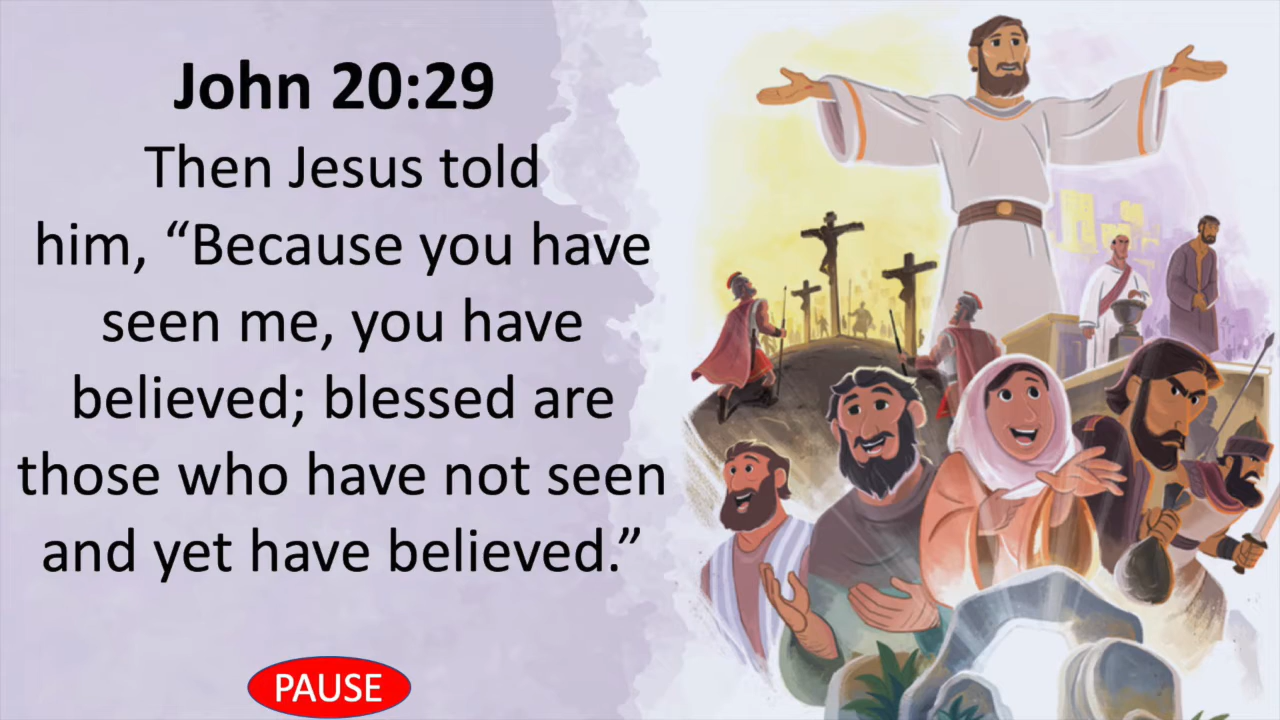 John 20:29
Then Jesus told
him, “Because you have
seen me, you have
believed; blessed are
those who have not seen
and yet have believed.”
PAUSE